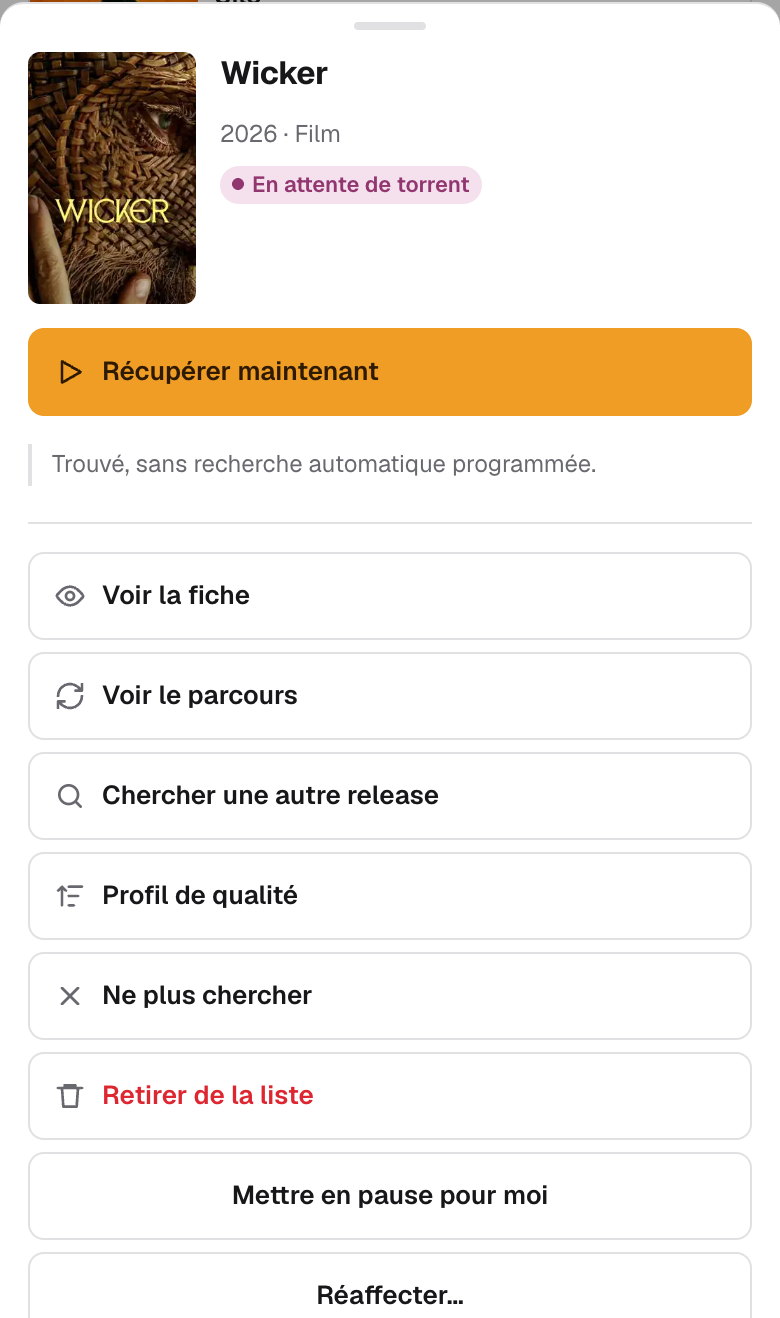 Wicker
2026 · Film
En attente de torrent
WICKER
Récupérer maintenant
Trouvé, sans recherche automatique programmée.
Voir la fiche
Voir le parcours
Chercher une autre release
Profil de qualité
Ne plus chercher
Retirer de la liste
Mettre en pause pour moi
Réaffecter...